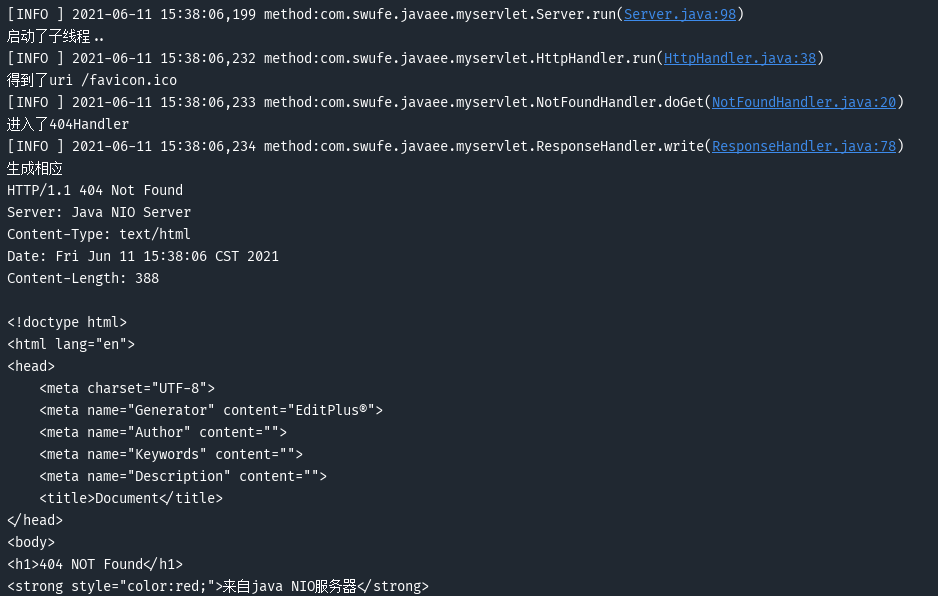 [INFO ] 2021-06-11 15:38:06,199 method:com.swufe.javaee.myservlet.Server.run(Server.java:98)
启动了子线程..
[INFO ] 2021-06-11 15:38:06,232 method:com.swufe.javaee.myservlet.HttpHandler.run(HttpHandler.java:38)
得到了uri /favicon.ico
[INFO ] 2021-06-11 15:38:06,233 method:com.swufe.javaee.myservlet.NotFoundHandler.doGet(NotFoundHandler.java:20)
进入了404Handler
[INFO ] 2021-06-11 15:38:06,234 method:com.swufe.javaee.myservlet.ResponseHandler.write(ResponseHandler.java:78)
生成相应
HTTP/1.1 404 Not Found
Server: Java NIO Server
Content-Type: text/html
Date: Fri Jun 11 15:38:06 CST 2021
Content-Length: 388
<!doctype html>
<html lang="en">
<head>
    <meta charset="UTF-8">
    <meta name="Generator" content="EditPlus®">
    <meta name="Author" content="">
    <meta name="Keywords" content="">
    <meta name="Description" content="">
    <title>Document</title>
</head>
<body>
<h1>404 NOT Found</h1>
<strong style="color:red;">来自java NIO服务器</strong>